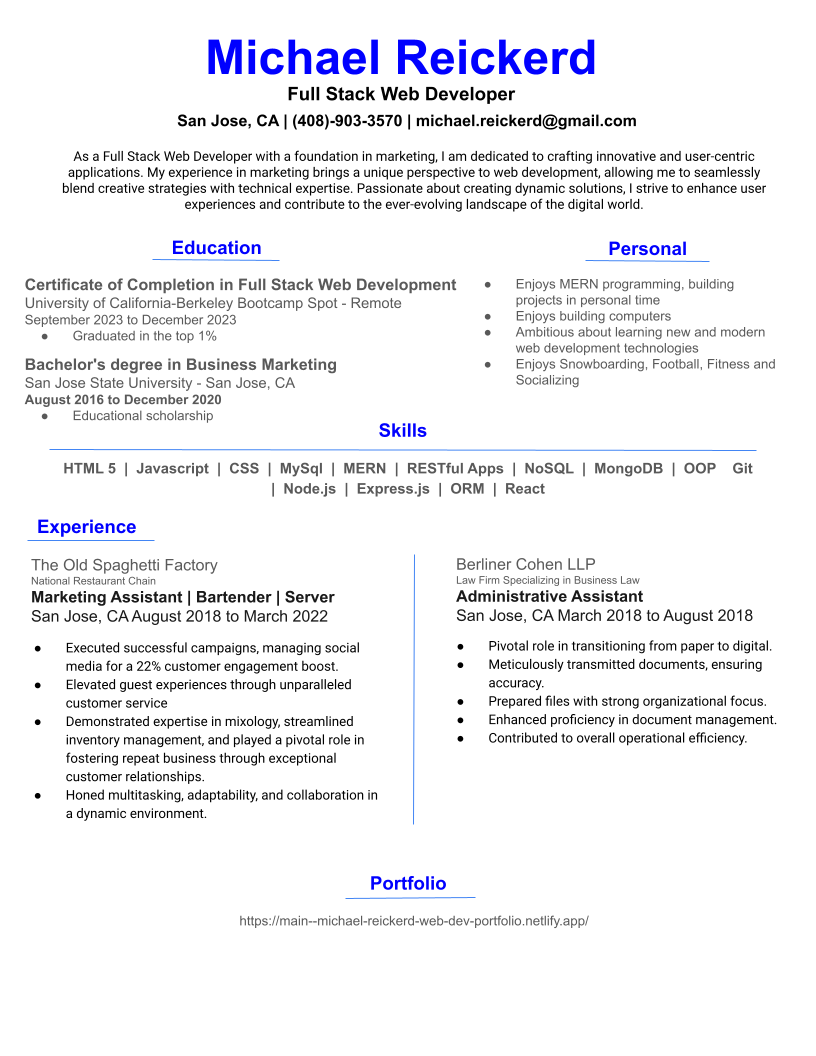 Michael Reickerd
Full Stack Web Developer
San Jose, CA | (408)-903-3570 | michael.reickerd@gmail.com
As a Full Stack Web Developer with a foundation in marketing, I am dedicated to crafting innovative and user-centric
applications. My experience in marketing brings a unique perspective to web development, allowing me to seamlessly
blend creative strategies with technical expertise. Passionate about creating dynamic solutions, I strive to enhance user
experiences and contribute to the ever-evolving landscape of the digital world.
Education
Certificate of Completion in Full Stack Web Development
University of California-Berkeley Bootcamp Spot - Remote
September 2023 to December 2023
● Graduated in the top 1%
Bachelor's degree in Business Marketing
San Jose State University - San Jose, CA
August 2016 to December 2020
● Educational scholarship
Personal
● Enjoys MERN programming, building
projects in personal time
● Enjoys building computers
● Ambitious about learning new and modern
web development technologies
● Enjoys Snowboarding, Football, Fitness and
Socializing
Skills
HTML 5 | Javascript | CSS | MySql | MERN | RESTful Apps | NoSQL | MongoDB | OOP Git
| Node.js | Express.js | ORM | React
Experience
The Old Spaghetti Factory
National Restaurant Chain
Marketing Assistant | Bartender | Server
San Jose, CA August 2018 to March 2022
● Executed successful campaigns, managing social
media for a 22% customer engagement boost.
● Elevated guest experiences through unparalleled
customer service
● Demonstrated expertise in mixology, streamlined
inventory management, and played a pivotal role in
fostering repeat business through exceptional
customer relationships.
● Honed multitasking, adaptability, and collaboration in
a dynamic environment.
Berliner Cohen LLP
Law Firm Specializing in Business Law
Administrative Assistant
San Jose, CA March 2018 to August 2018
● Pivotal role in transitioning from paper to digital.
● Meticulously transmitted documents, ensuring
accuracy.
● Prepared files with strong organizational focus.
● Enhanced proficiency in document management.
● Contributed to overall operational efficiency.
Portfolio
https://main--michael-reickerd-web-dev-portfolio.netlify.app/